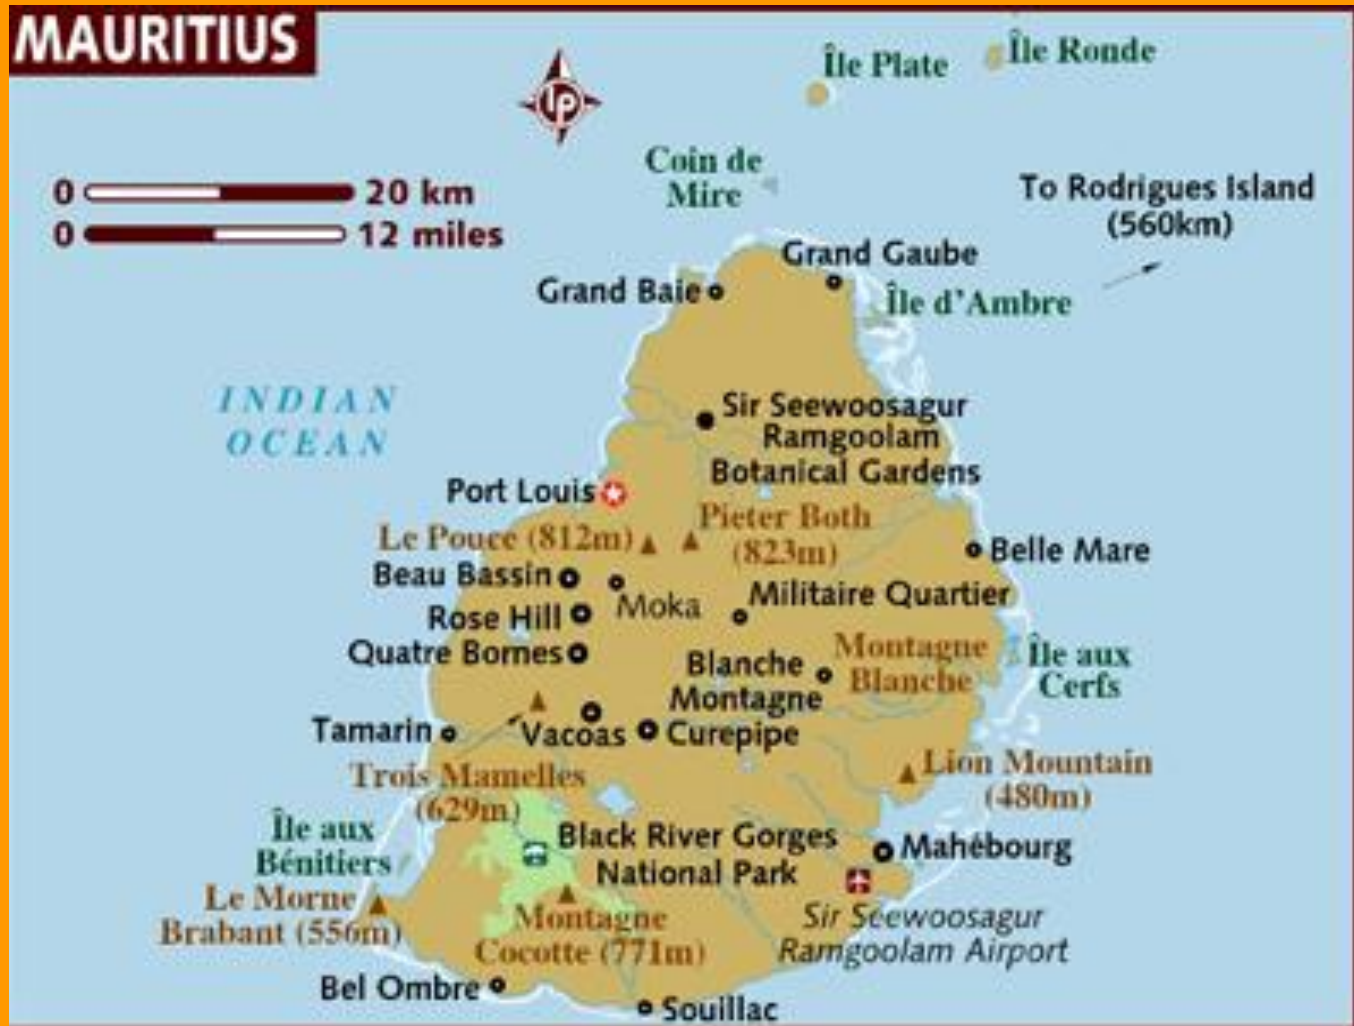 MAURITIUS
lp
Île Plate
Île Ronde
Coin de
Mire
0 20 km
0 12 miles
To Rodrigues Island
(560km)
Grand Gaube
Grand Baie
Île d'Ambre
INDIAN
OCEAN
Sir Seewoosagur
Ramgoolam
Botanical Gardens
Port Louis
Pieter Both
(823m)
Le Pouce (812m)
Belle Mare
Beau Bassin
Moka
Militaire Quartier
Rose Hill
Quatre Bornes
Blanche
Montagne
Montagne
Blanche
Île aux
Cerfs
Tamarin
Vacoas
Curepipe
Trois Mamelles
(629m)
Lion Mountain
(480m)
Île aux
Bénitiers
Black River Gorges
National Park
Mahébourg
Le Morne
Brabant (556m)
Montagne
Cocotte (771m)
Sir Seewoosagur
Ramgoolam Airport
Bel Ombre
Souillac